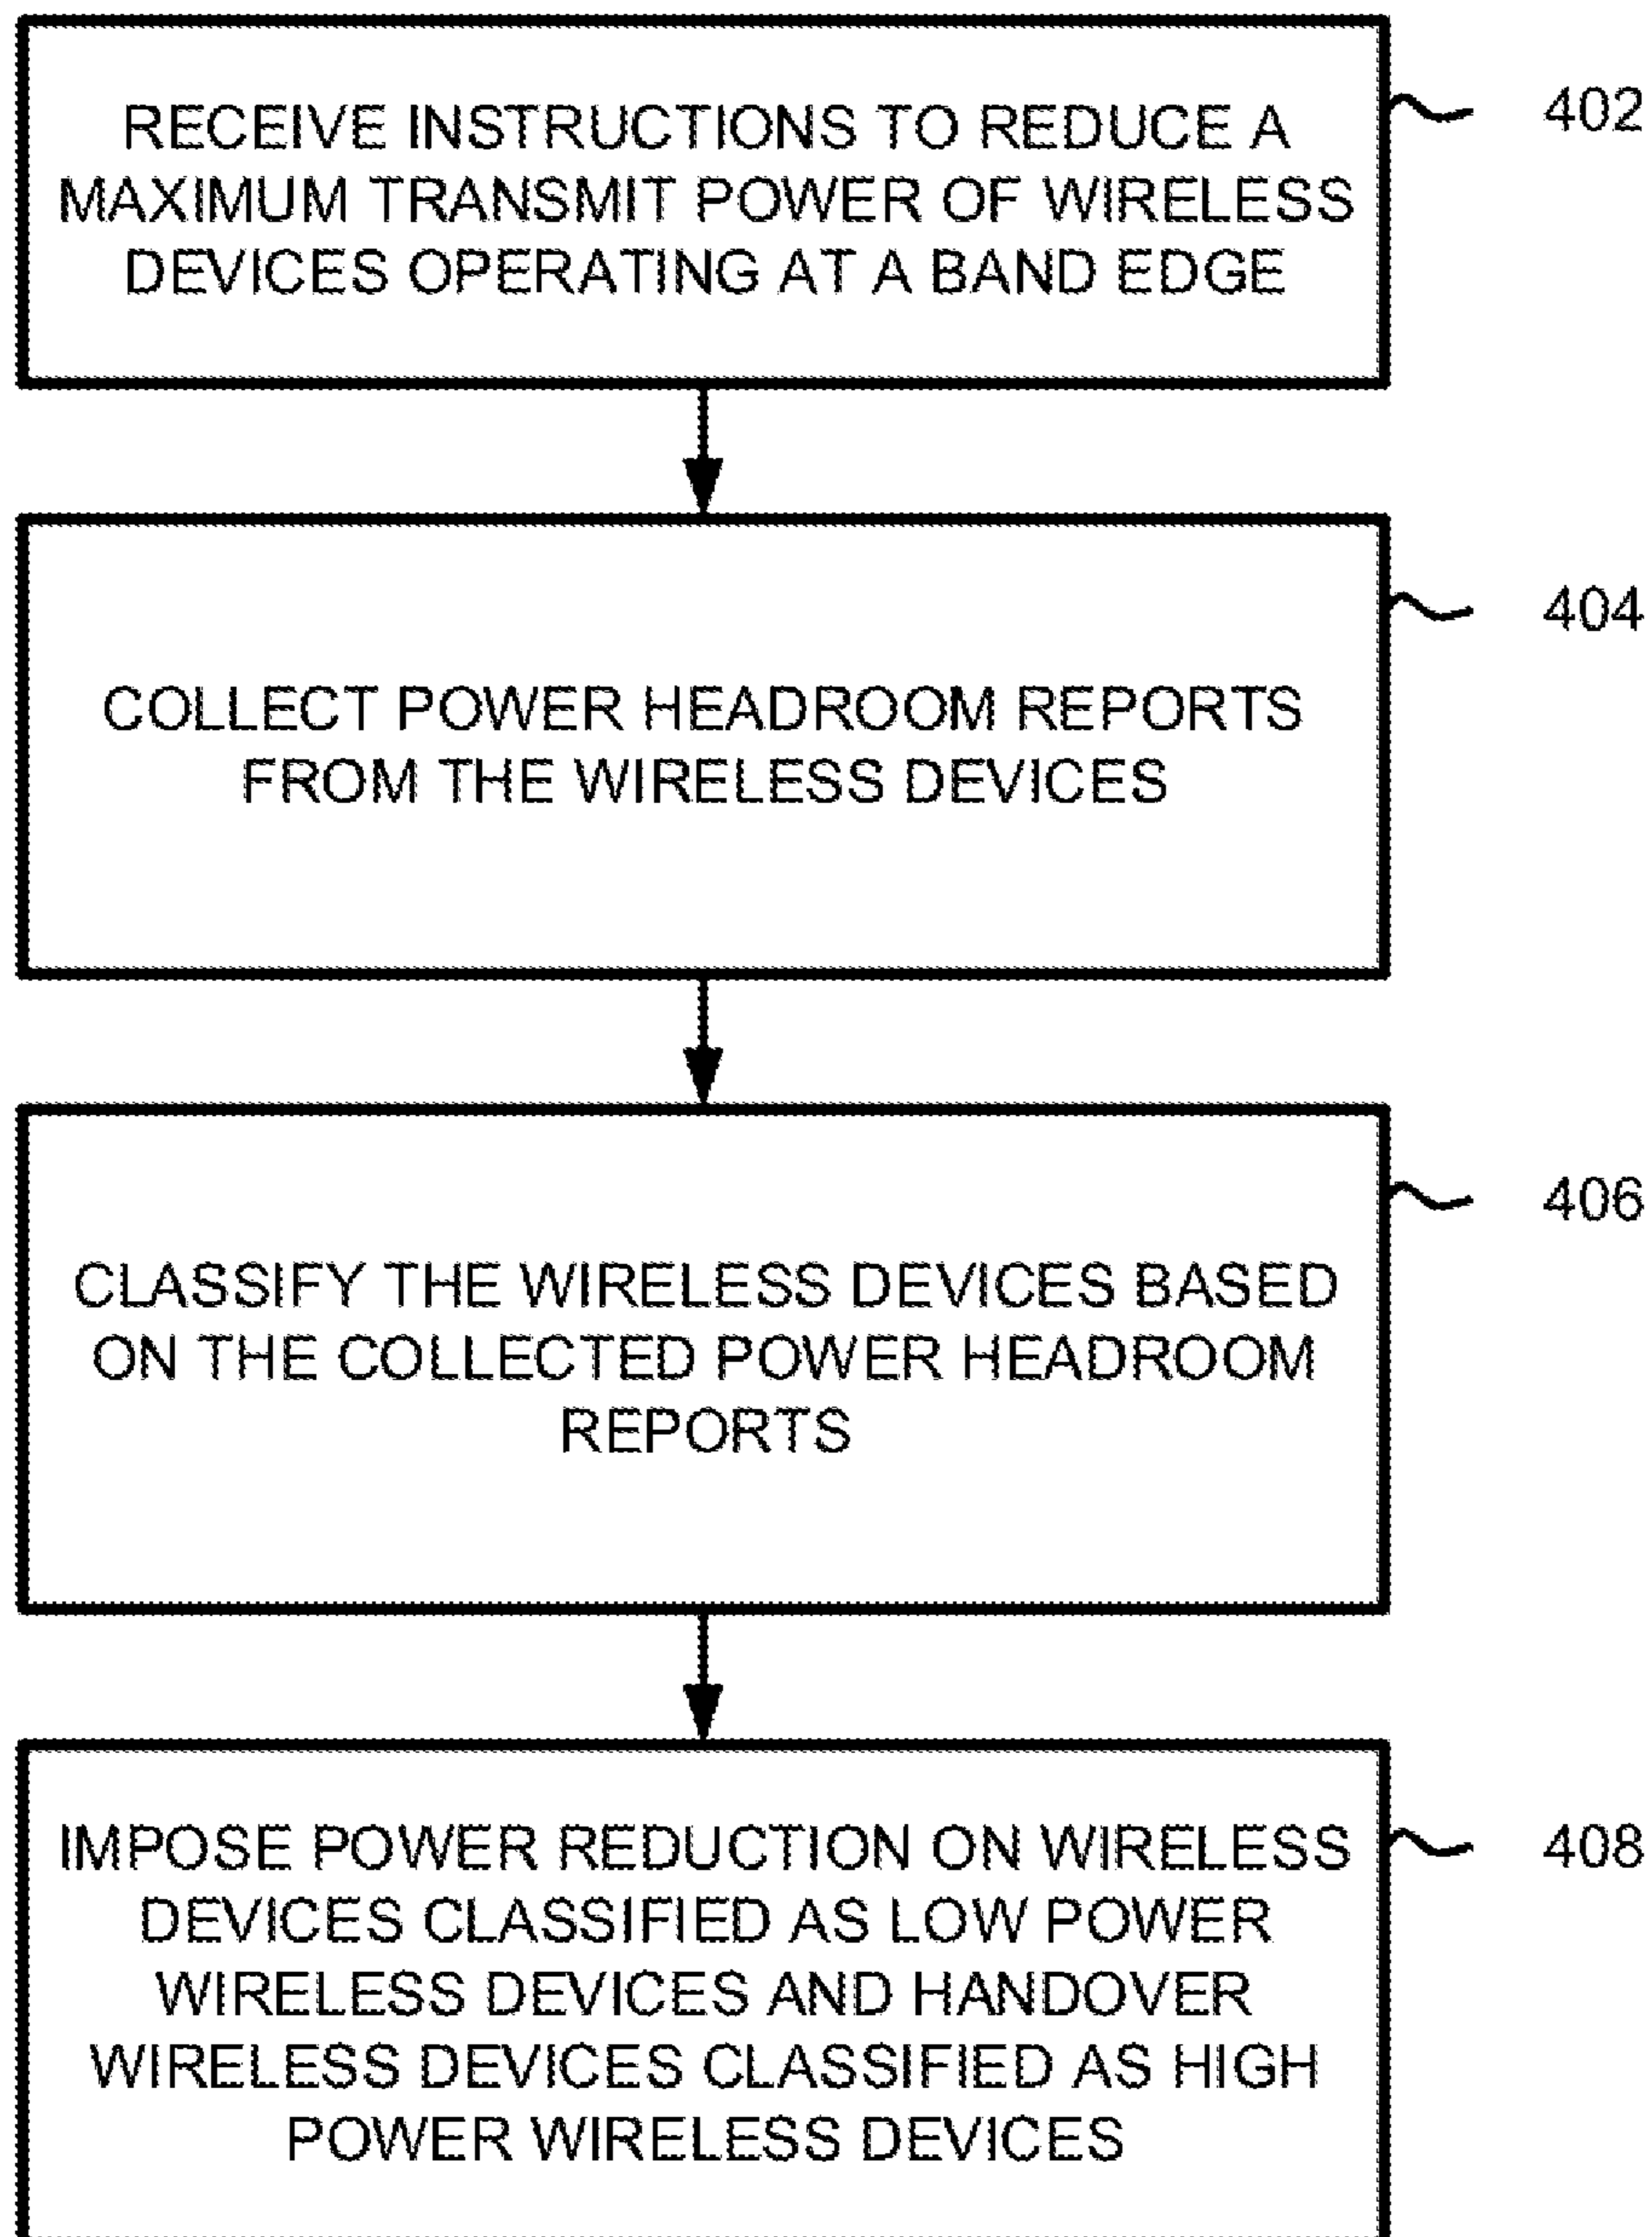 RECEIVE INSTRUCTIONS TO REDUCE A
MAXIMUM TRANSMIT POWER OF WIRELESS
DEVICES OPERATING AT A BAND EDGE
402
COLLECT POWER HEADROOM REPORTS
FROM THE WIRELESS DEVICES
404
CLASSIFY THE WIRELESS DEVICES BASED
ON THE COLLECTED POWER HEADROOM
REPORTS
406
IMPOSE POWER REDUCTION ON WIRELESS
DEVICES CLASSIFIED AS LOW POWER
WIRELESS DEVICES AND HANDOVER
WIRELESS DEVICES CLASSIFIED AS HIGH
POWER WIRELESS DEVICES
408